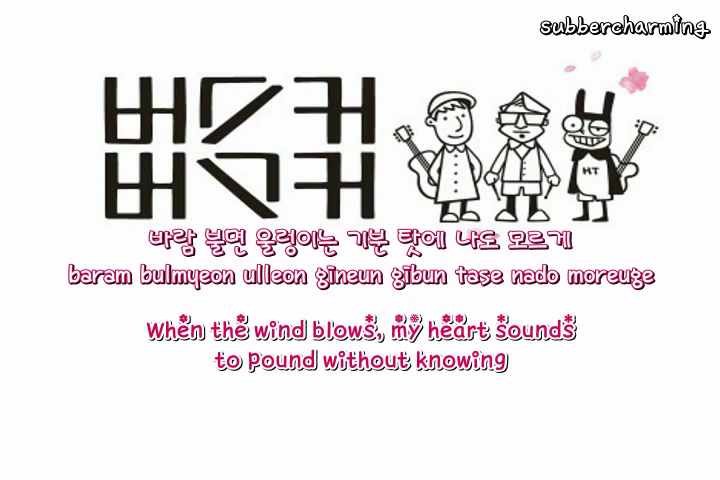 subbercharming
버스커
버스커
HT
바람 불면 울렁이는 기분 탓에 나도 모르게
baram bulmyeon ulleon gineun gibun tase nado moreuge
When the wind blows, my heart sounds
to pound without knowing